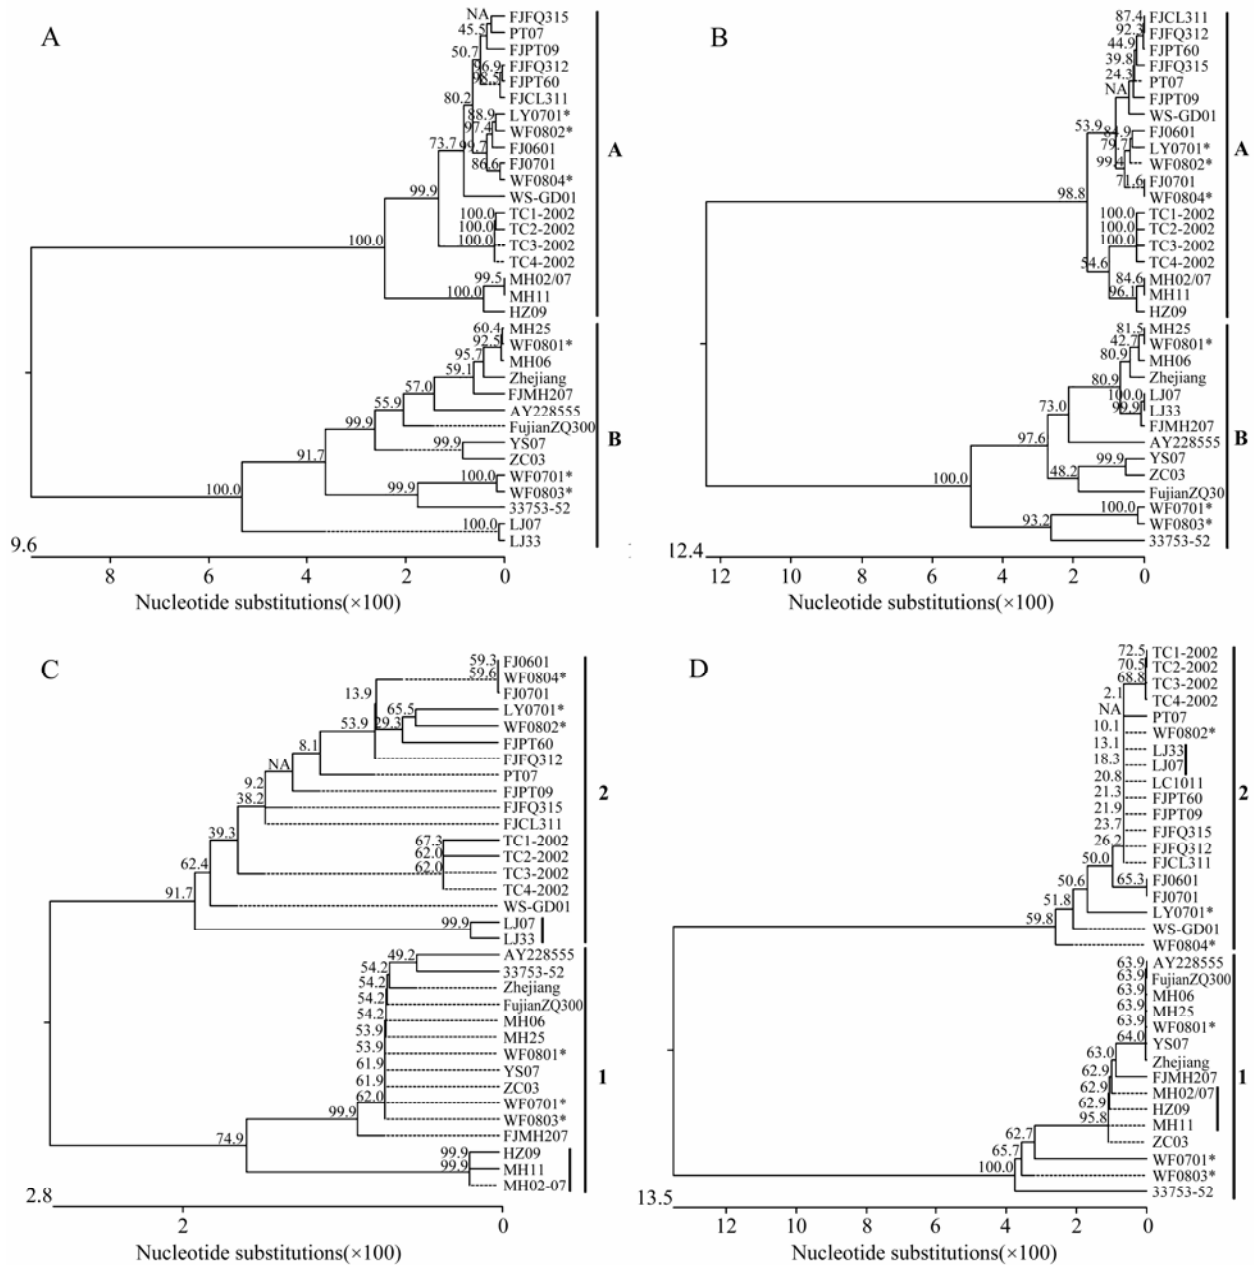 A
NA
FJFQ315
45.5
PT07
50.7
FJPT09
FJFQ312
96.9
98.5
FJPT60
FJCL311
80.2
LY0701*
88.9
97.4
WF0802*
73.7
99.7
FJ0601
86.6
FJ0701
WF0804*
99.9
WS-GD01
TC1-2002
100.0
TC2-2002
100.0
TC3-2002
100.0
100.0
TC4-2002
99.5
MH02/07
100.0
MH11
HZ09
A
60.4
MH25
92.5
WF0801*
95.7
MH06
59.1
Zhejiang
57.0
FJMH207
55.9
AY228555
99.9
FujianZQ300
99.9
YS07
91.7
ZC03
100.0
WF0701*
100.0
99.9
WF0803*
33753-52
100.0
LJ07
LJ33
B
9.6
8 6 4 2 0
Nucleotide substitutions(×100)
B
87.4
FJCL311
92.3
FJFQ312
44.9
FJPT60
39.8
FJFQ315
24.3
PT07
NA
FJPT09
WS-GD01
53.9
84.9
FJ0601
79.7
LY0701*
99.4
WF0802*
71.6
FJ0701
98.8
WF0804*
100.0
TC1-2002
100.0
TC2-2002
100.0
TC3-2002
54.6
TC4-2002
84.6
MH02/07
96.1
MH11
HZ09
A
81.5
MH25
42.7
WF0801*
80.9
MH06
80.9
Zhejiang
100.0
LJ07
73.0
99.9
LJ33
FJMH207
97.6
AY228555
99.9
YS07
100.0
48.2
ZC03
FujianZQ30
100.0
WF0701*
93.2
WF0803*
33753-52
B
12.4
12 10 8 6 4 2 0
Nucleotide substitutions(×100)
C
59.3
FJ0601
59.6
WF0804*
13.9
FJ0701
65.5
LY0701*
53.9
29.3
WF0802*
8.1
FJPT60
FJFQ312
NA
PT07
9.2
FJPT09
38.2
FJFQ315
FJCL311
39.3
67.3
TC1-2002
62.0
TC2-2002
62.4
62.0
TC3-2002
TC4-2002
91.7
WS-GD01
99.9
LJ07
LJ33
2
49.2
AY228555
54.2
33753-52
54.2
Zhejiang
54.2
FujianZQ300
54.2
MH06
53.9
MH25
53.9
WF0801*
61.9
YS07
61.9
ZC03
62.0
WF0701*
99.9
WF0803*
74.9
FJMH207
99.9
HZ09
99.9
MH11
MH02-07
1
2.8
2 0
Nucleotide substitutions(×100)
D
72.5
TC1-2002
70.5
TC2-2002
68.8
TC3-2002
2.1
TC4-2002
NA
PT07
10.1
WF0802*
13.1
LJ33
18.3
LJ07
20.8
LC1011
21.3
FJPT60
21.9
FJPT09
23.7
FJFQ315
26.2
FJFQ312
50.0
FJCL311
50.6
65.3
FJ0601
FJ0701
51.8
LY0701*
59.8
WS-GD01
WF0804*
2
63.9
AY228555
63.9
FujianZQ300
63.9
MH06
63.9
MH25
63.9
WF0801*
64.0
YS07
63.0
Zhejiang
62.9
FJMH207
62.9
MH02/07
62.9
HZ09
95.8
MH11
62.7
ZC03
65.7
WF0701*
100.0
WF0803*
33753-52
1
13.5
12 10 8 6 4 2 0
Nucleotide substitutions(×100)